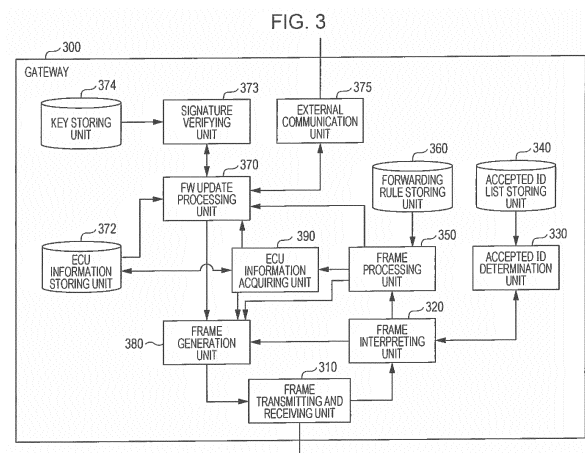 FIG. 3
300
GATEWAY
374
KEY STORING
UNIT
373
SIGNATURE
VERIFYING
UNIT
375
EXTERNAL
COMMUNICATION
UNIT
370
FW UPDATE
PROCESSING
UNIT
360
FORWARDING
RULE STORING
UNIT
340
ACCEPTED ID
LIST STORING
UNIT
372
ECU
INFORMATION
STORING UNIT
390
ECU
INFORMATION
ACQUIRING UNIT
350
FRAME
PROCESSING
UNIT
330
ACCEPTED ID
DETERMINATION
UNIT
380
FRAME
GENERATION
UNIT
320
FRAME
INTERPRETING
UNIT
310
FRAME
TRANSMITTING AND
RECEIVING UNIT